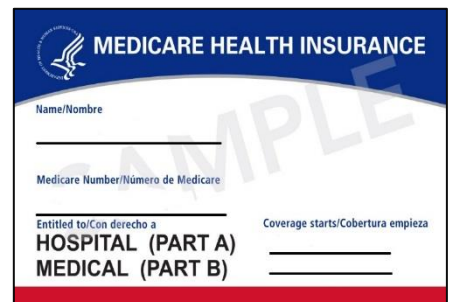 MEDICARE HEALTH INSURANCE
Name/Nombre
Medicare Number/Número de Medicare
Entitled to/Con derecho a
HOSPITAL (PART A)
MEDICAL (PART B)
Coverage starts/Cobertura empieza
SAMPLE